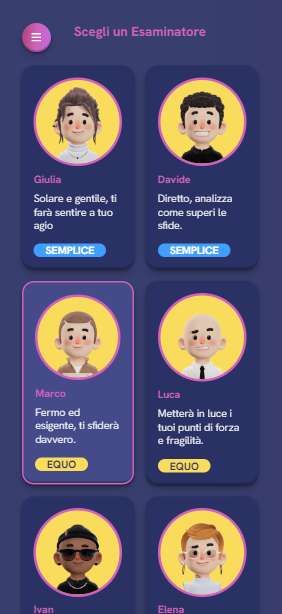 Scegli un Esaminatore
Giulia
Solare e gentile, ti
farà sentire a tuo
agio
SEMPLICE
Davide
Diretto, analizza
come superi le
sfide.
SEMPLICE
Marco
Fermo ed
esigente, ti sfiderà
davvero.
EQUO
Luca
Metterà in luce i
tuoi punti di forza
e fragilità.
EQUO
Ivan
Elena